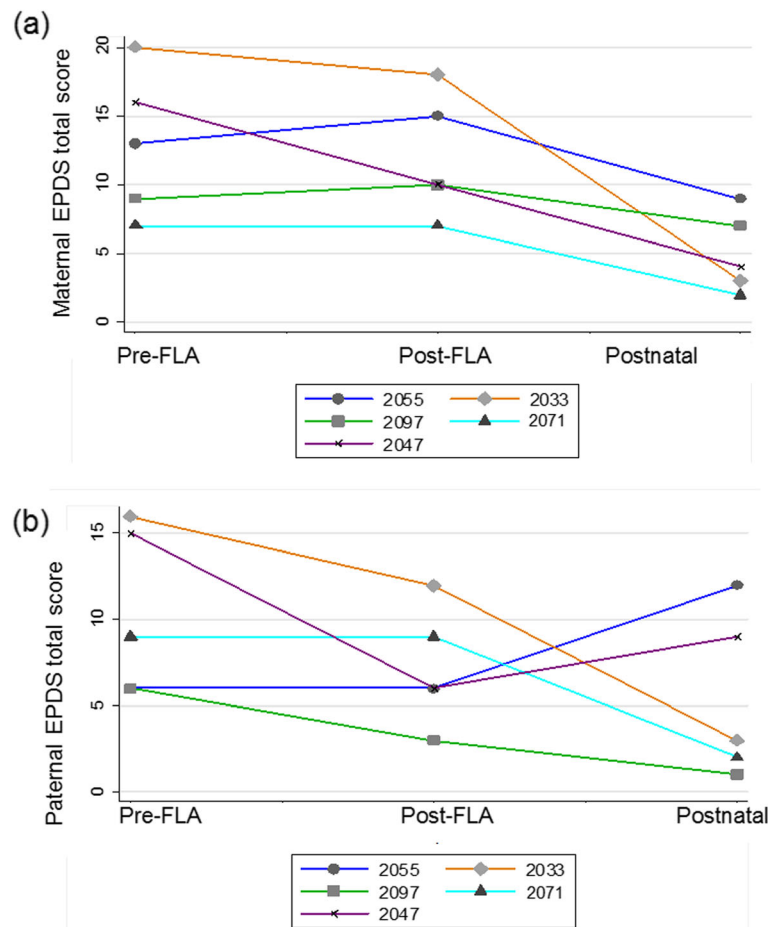 (a)
Maternal EPDS total score
20
15
10
5
0
Pre-FLA Post-FLA Postnatal
2055 2033
2097 2071
2047
(b)
Paternal EPDS total score
15
10
5
0
Pre-FLA Post-FLA Postnatal
2055 2033
2097 2071
2047